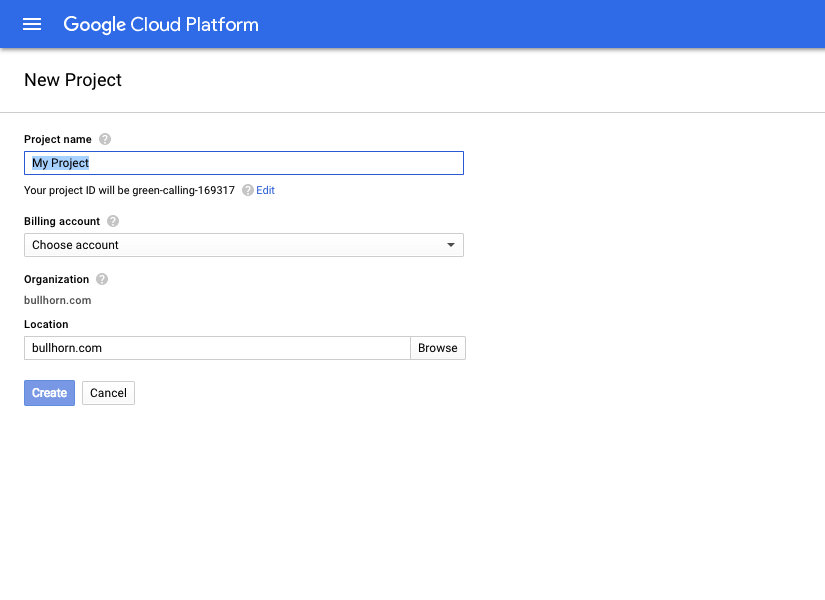 Google Cloud Platform
New Project
Project name ?
My Project
Your project ID will be green-calling-169317 ? Edit
Billing account ?
Choose account
Organization ?
bullhorn.com
Location
bullhorn.com Browse
Create Cancel